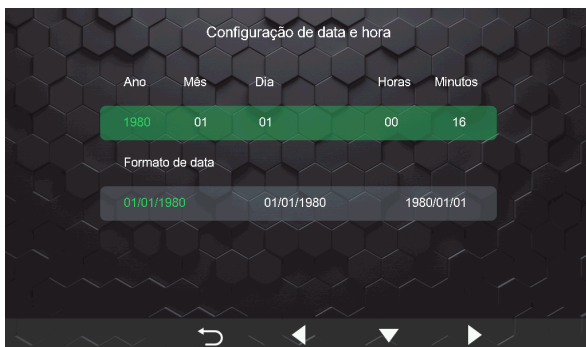 Configuração de data e hora
Ano Mês Dia Horas Minutos
1980 01 01 00 16
Formato de data
01/01/1980 01/01/1980 1980/01/01